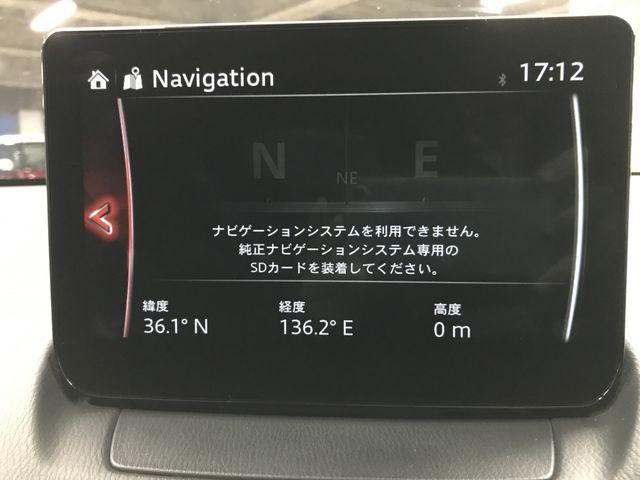 Navigation
17:12
N E
NE
ナビゲーションシステムを利用できません。
純正ナビゲーションシステム専用の
SDカードを装着してください。
緯度 経度 高度
36.1° N 136.2° E 0 m